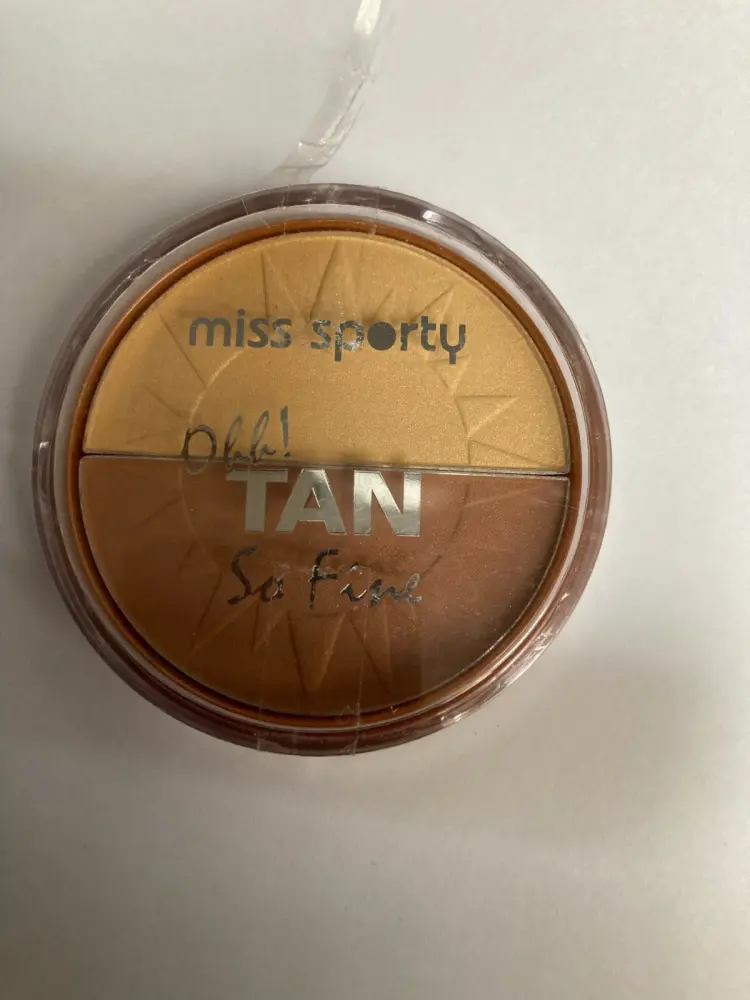 miss sporty
Ohh!
TAN
So Fine